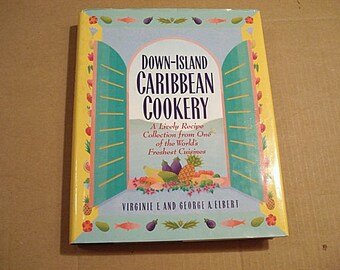 DOWN-ISLAND
CARIBBEAN
COOKERY
A Lively Recipe
Collection from One
of the World's
Freshest Cuisines
VIRGINIE F. AND GEORGE A. ELBERT